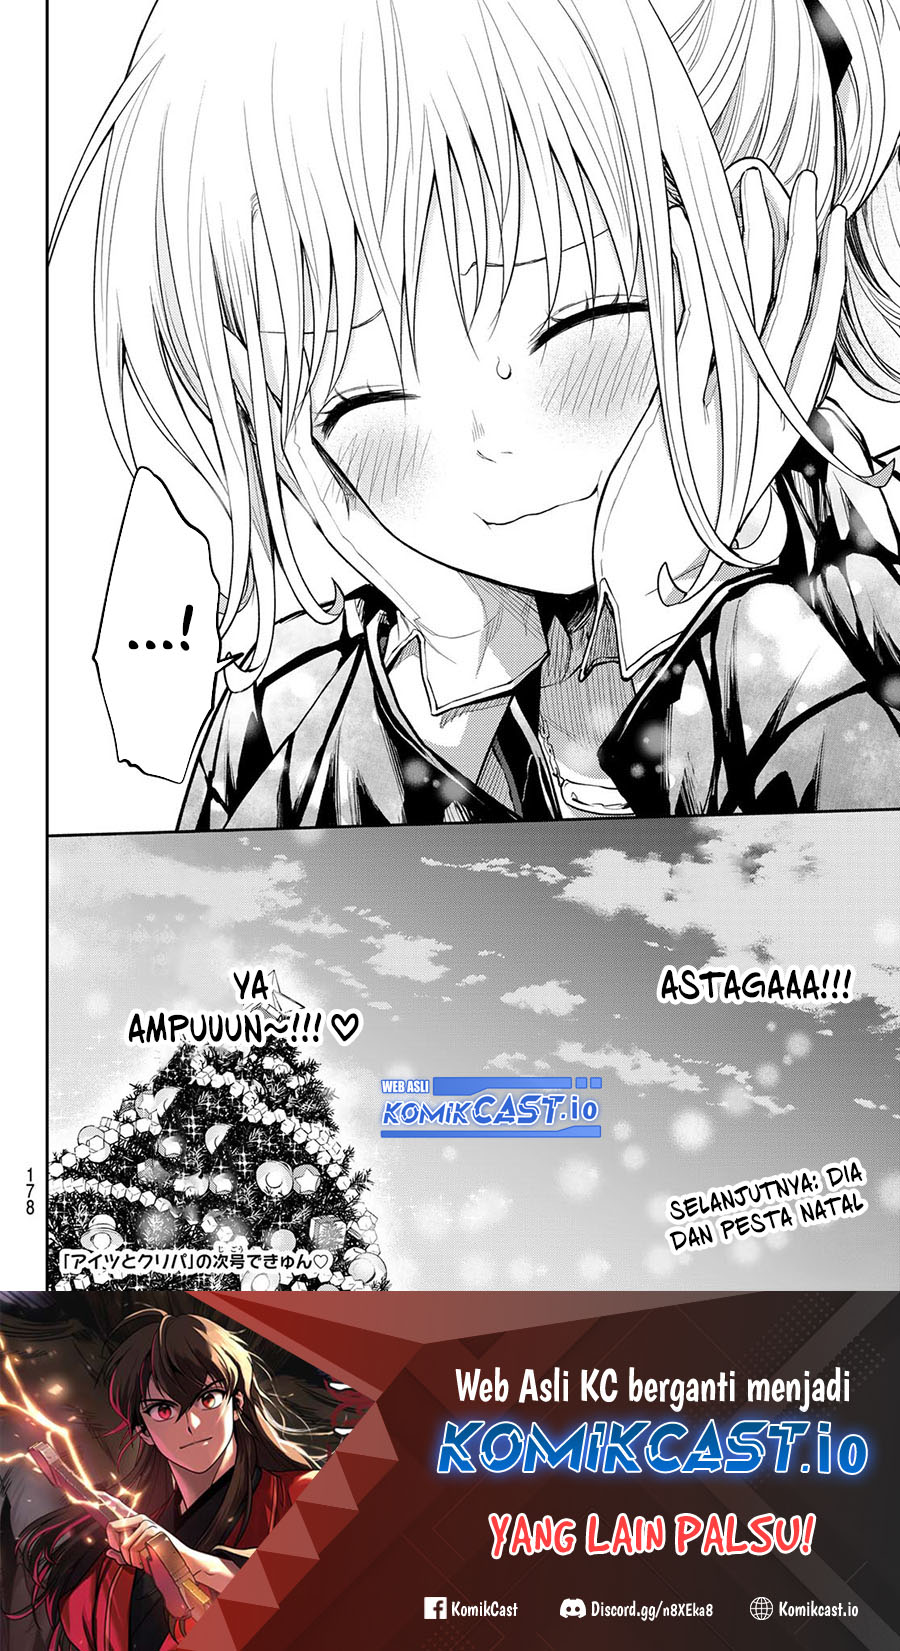 ...!
ASTAGAAA!!!
YA
AMPUUUN~!!! ♡
WEB ASLI
KOMIKCAST.iO
SELANJUTNYA: DIA
DAN PESTA NATAL
178
「アイツとクリパ」の次号できゅん♡
Web Asli KC berganti menjadi
KOMIKCAST.iO
YANG LAIN PALSU!
KomikCast
Discord.gg/n8XEka8
Komikcast.io